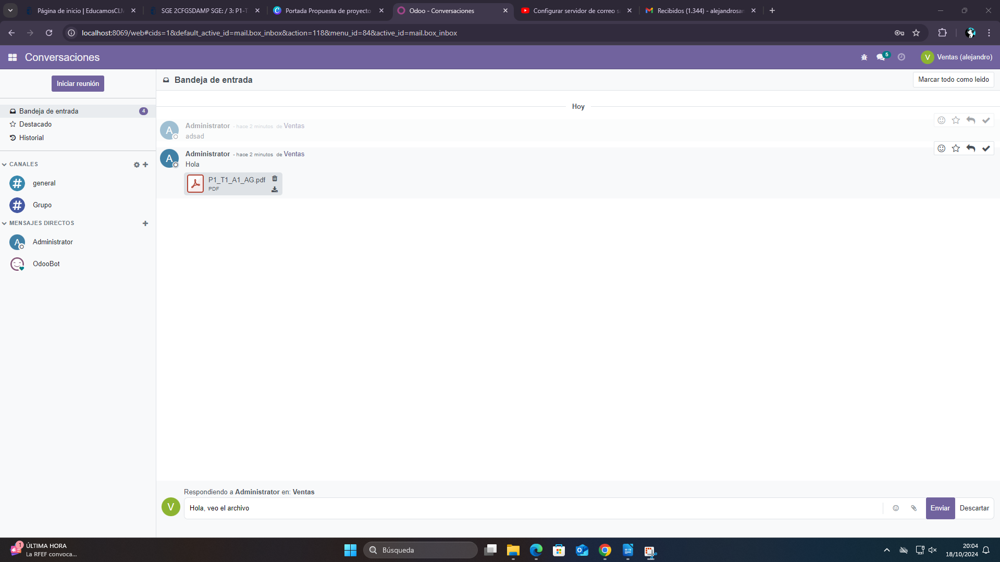 Página de inicio | EducamosCLM
SGE 2CFGSDAMP SGE: / 3: P1-T
Portada Propuesta de proyecto
Odoo - Conversaciones
Configurar servidor de correo sa
Recibidos (1.344) - alejandrosan
localhost:8069/web#cids=1&default_active_id=mail.box_inbox&action=118&menu_id=84&active_id=mail.box_inbox
Conversaciones
5
V
Ventas (alejandro)
Iniciar reunión
Bandeja de entrada
Marcar todo como leido
Bandeja de entrada
4
Destacado
Historial
Hoy
A
Administrator - hace 2 minutos de Ventas
adsad
A
Administrator - hace 2 minutos de Ventas
Hola
P1_T1_A1_AG.pdf
PDF
CANALES
general
Grupo
MENSAJES DIRECTOS
A
Administrator
OdooBot
Respondiendo a Administrator en: Ventas
V
Hola, veo el archivo
Enviar
Descartar
1
ÚLTIMA HORA
La RFEF convoca...
Búsqueda
20:04
18/10/2024